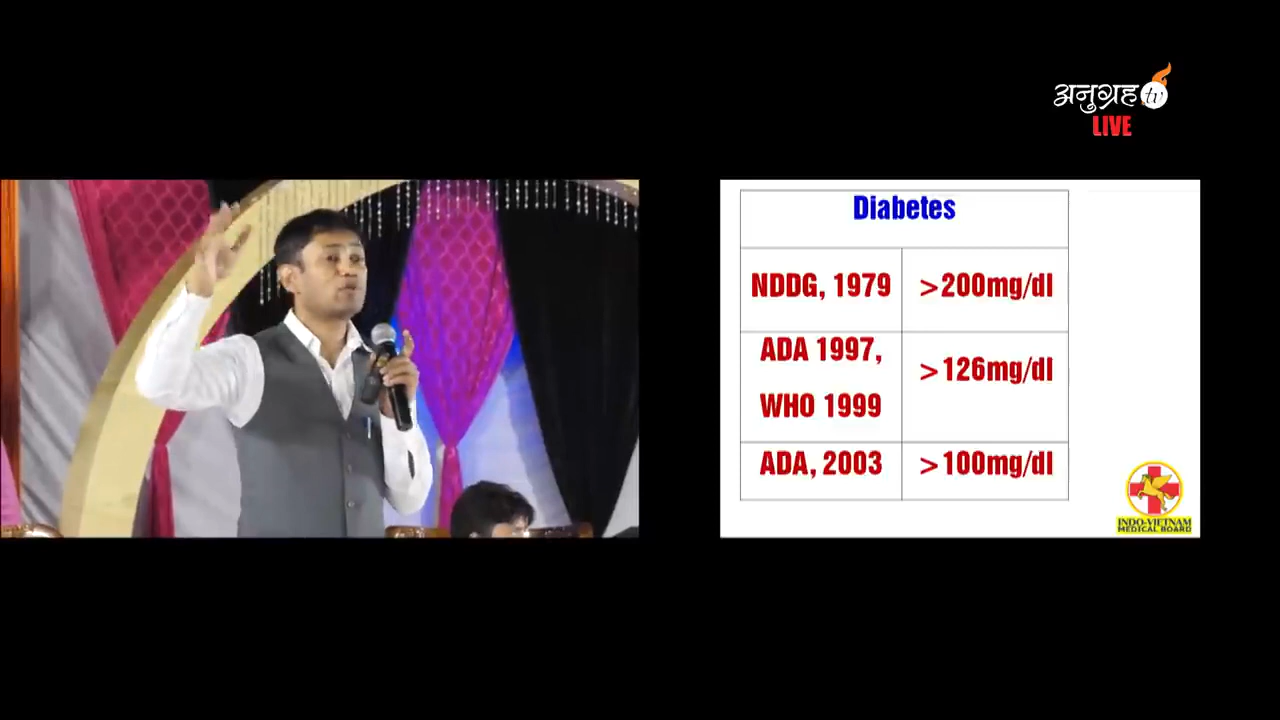 अनुग्रह tv
LIVE
Diabetes
NDDG, 1979 >200mg/dl
ADA 1997,
WHO 1999 >126mg/dl
ADA, 2003 >100mg/dl
INDO-VIETNAM
MEDICAL BOARD